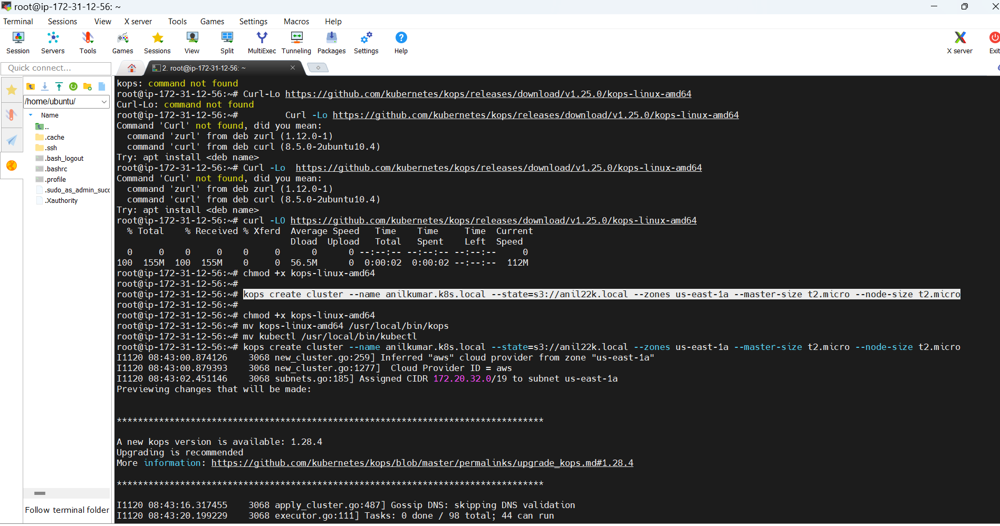 root@ip-172-31-12-56: ~
Terminal Sessions View X server Tools Games Settings Macros Help
Session Servers Tools Games Sessions View Split MultiExec Tunneling Packages Settings Help X server Exit
Quick connect...
2. root@ip-172-31-12-56: ~
/home/ubuntu/
Name
..
.cache
.ssh
.bash_logout
.bashrc
.profile
.sudo_as_admin_succ
.Xauthority
Follow terminal folder
kops: command not found
root@ip-172-31-12-56:~# Curl-Lo https://github.com/kubernetes/kops/releases/download/v1.25.0/kops-linux-amd64
Curl-Lo: command not found
root@ip-172-31-12-56:~#         Curl -Lo https://github.com/kubernetes/kops/releases/download/v1.25.0/kops-linux-amd64
Command 'Curl' not found, did you mean:
  command 'zurl' from deb zurl (1.12.0-1)
  command 'curl' from deb curl (8.5.0-2ubuntu10.4)
Try: apt install <deb name>
root@ip-172-31-12-56:~# Curl -Lo  https://github.com/kubernetes/kops/releases/download/v1.25.0/kops-linux-amd64
Command 'Curl' not found, did you mean:
  command 'zurl' from deb zurl (1.12.0-1)
  command 'curl' from deb curl (8.5.0-2ubuntu10.4)
Try: apt install <deb name>
root@ip-172-31-12-56:~# curl -LO https://github.com/kubernetes/kops/releases/download/v1.25.0/kops-linux-amd64
  % Total    % Received % Xferd  Average Speed   Time    Time     Time  Current
                                 Dload  Upload   Total   Spent    Left  Speed
  0     0    0     0    0     0      0      0 --:--:-- --:--:-- --:--:--     0
100  155M  100  155M    0     0  56.5M      0  0:00:02  0:00:02 --:--:--  112M
root@ip-172-31-12-56:~# chmod +x kops-linux-amd64
root@ip-172-31-12-56:~#
root@ip-172-31-12-56:~# kops create cluster --name anilkumar.k8s.local --state=s3://anil22k.local --zones us-east-1a --master-size t2.micro --node-size t2.micro
root@ip-172-31-12-56:~#
root@ip-172-31-12-56:~# chmod +x kops-linux-amd64
root@ip-172-31-12-56:~# mv kops-linux-amd64 /usr/local/bin/kops
root@ip-172-31-12-56:~# mv kubectl /usr/local/bin/kubectl
root@ip-172-31-12-56:~# kops create cluster --name anilkumar.k8s.local --state=s3://anil22k.local --zones us-east-1a --master-size t2.micro --node-size t2.micro
I1120 08:43:00.874126    3068 new_cluster.go:259] Inferred "aws" cloud provider from zone "us-east-1a"
I1120 08:43:00.879393    3068 new_cluster.go:1277]  Cloud Provider ID = aws
I1120 08:43:02.451146    3068 subnets.go:185] Assigned CIDR 172.20.32.0/19 to subnet us-east-1a
Previewing changes that will be made:
*********************************************************************************
A new kops version is available: 1.28.4
Upgrading is recommended
More information: https://github.com/kubernetes/kops/blob/master/permalinks/upgrade_kops.md#1.28.4
*********************************************************************************
I1120 08:43:16.317455    3068 apply_cluster.go:487] Gossip DNS: skipping DNS validation
I1120 08:43:20.199229    3068 executor.go:111] Tasks: 0 done / 98 total; 44 can run